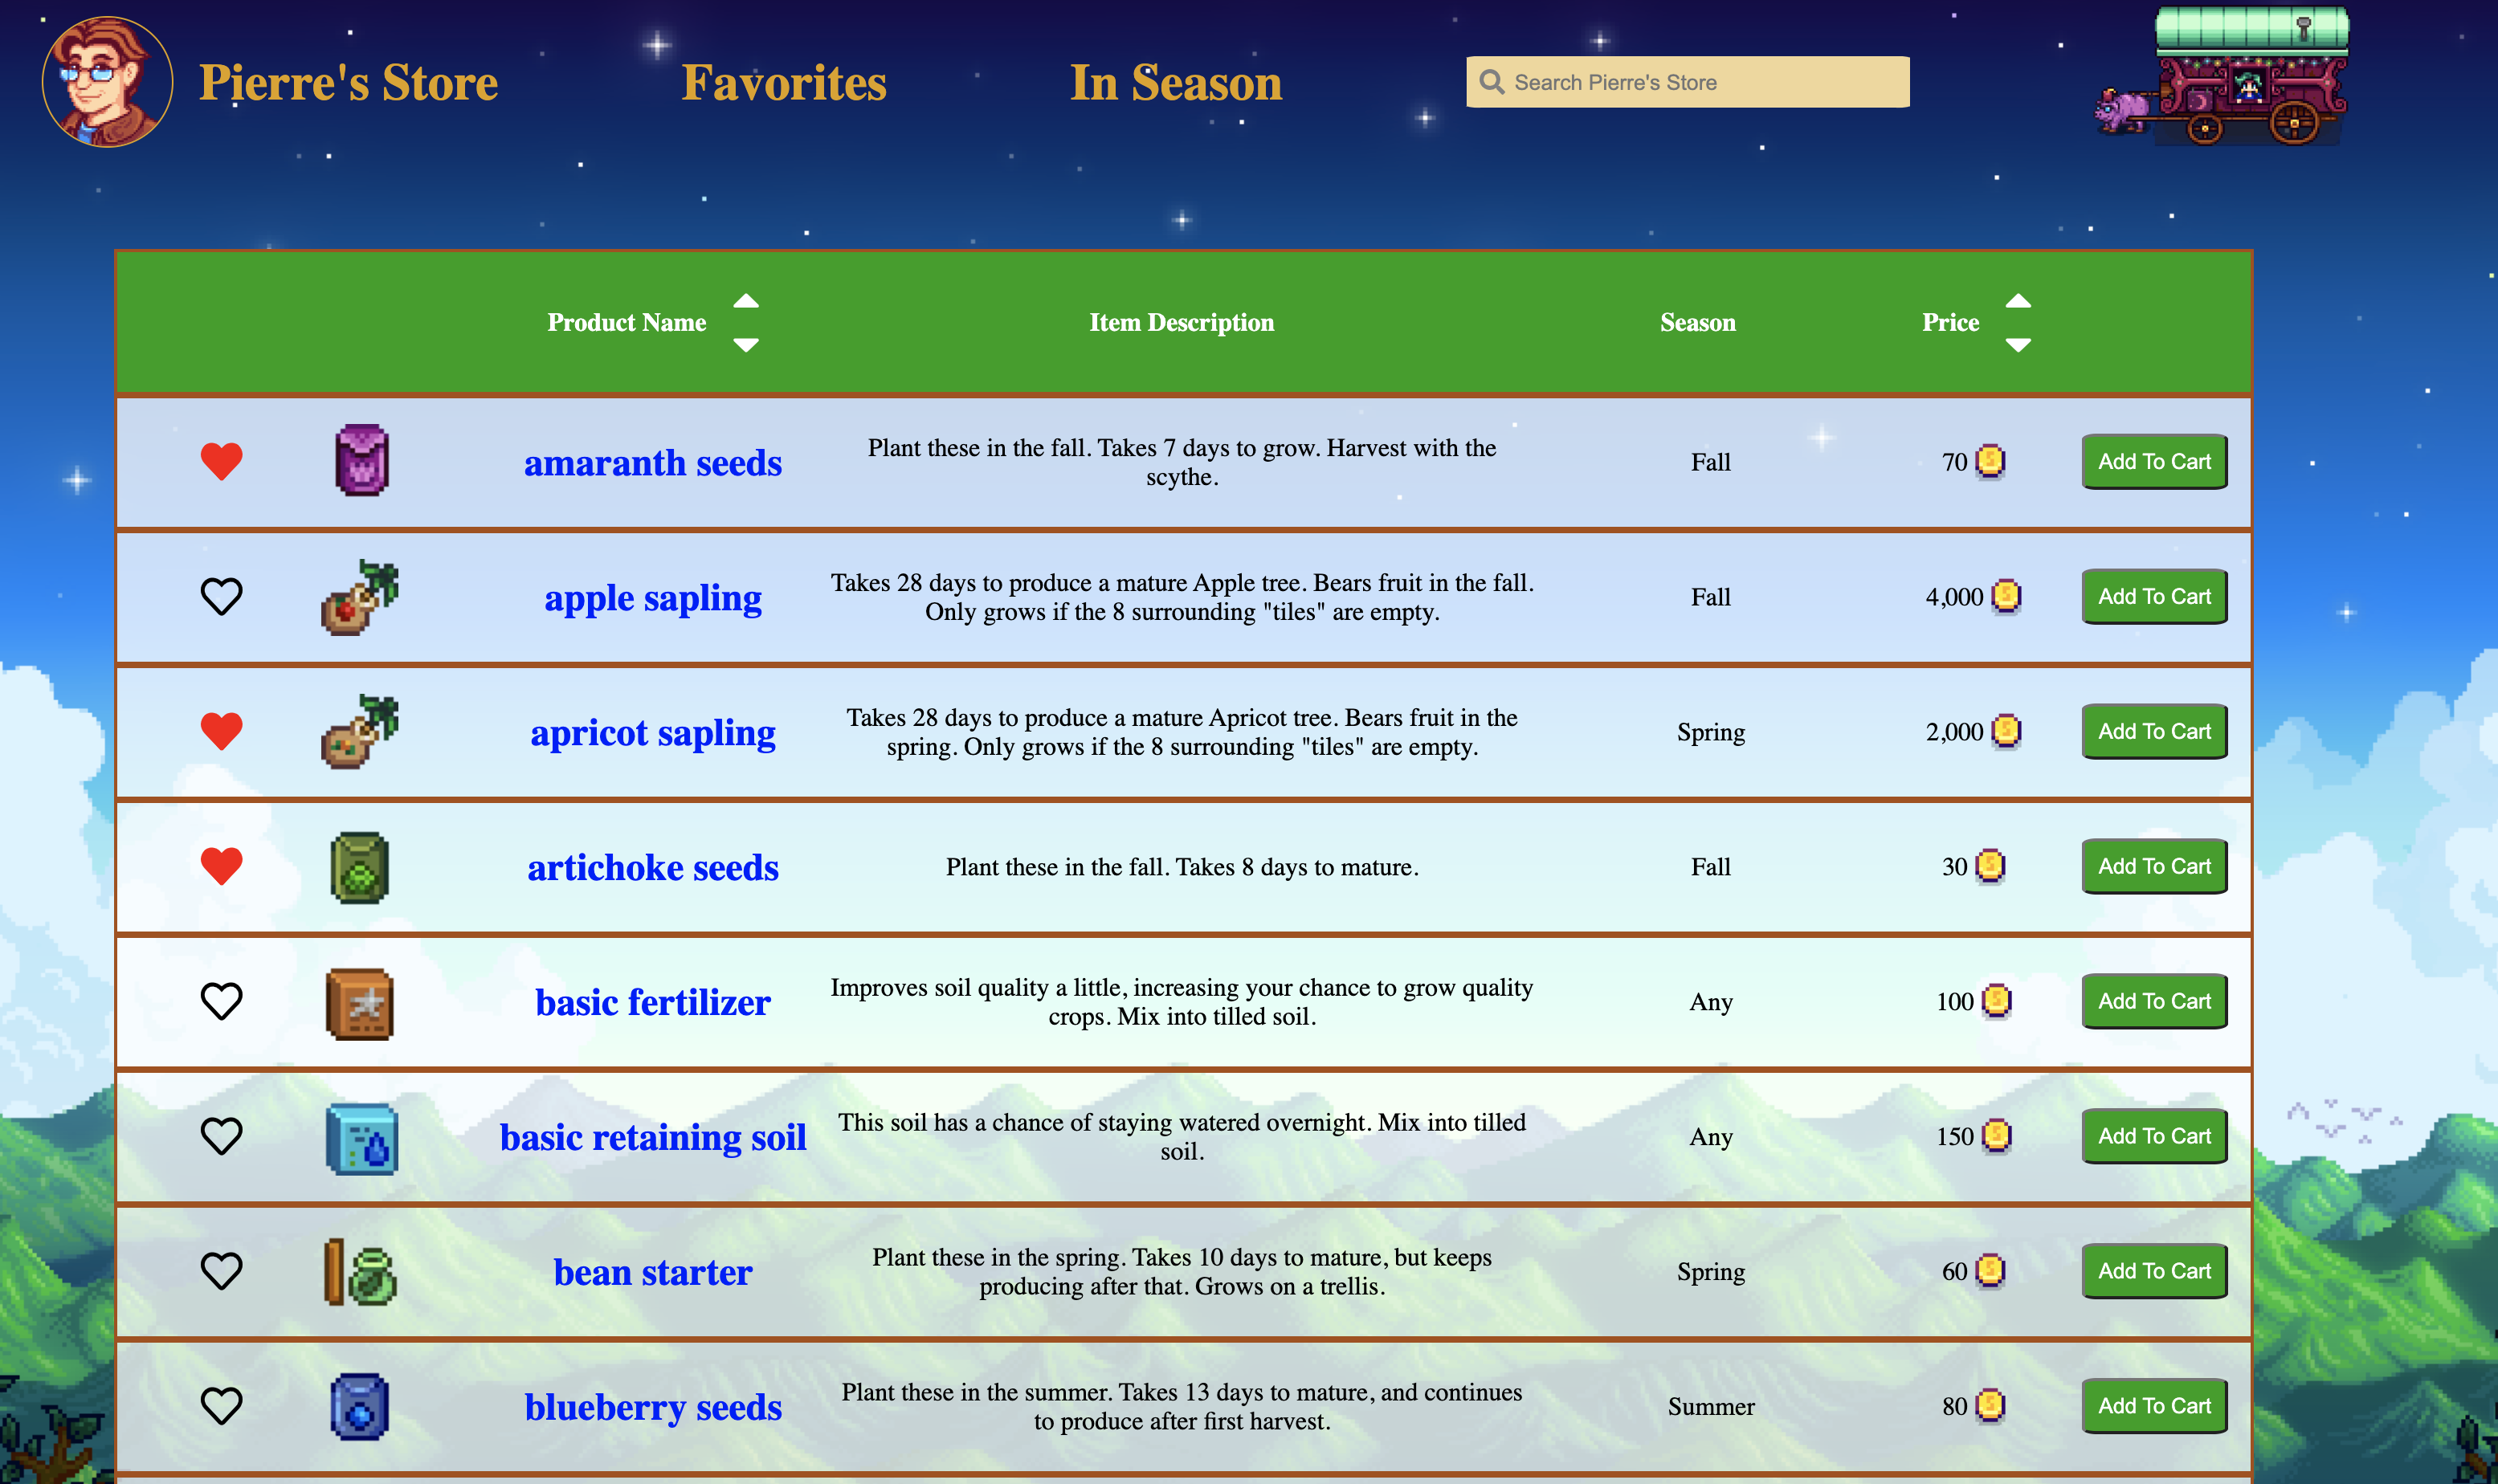 Pierre's Store
Favorites
In Season
Search Pierre's Store
Product Name
Item Description
Season
Price
amaranth seeds
Plant these in the fall. Takes 7 days to grow. Harvest with the
scythe.
Fall
70
Add To Cart
apple sapling
Takes 28 days to produce a mature Apple tree. Bears fruit in the fall.
Only grows if the 8 surrounding "tiles" are empty.
Fall
4,000
Add To Cart
apricot sapling
Takes 28 days to produce a mature Apricot tree. Bears fruit in the
spring. Only grows if the 8 surrounding "tiles" are empty.
Spring
2,000
Add To Cart
artichoke seeds
Plant these in the fall. Takes 8 days to mature.
Fall
30
Add To Cart
basic fertilizer
Improves soil quality a little, increasing your chance to grow quality
crops. Mix into tilled soil.
Any
100
Add To Cart
basic retaining soil
This soil has a chance of staying watered overnight. Mix into tilled
soil.
Any
150
Add To Cart
bean starter
Plant these in the spring. Takes 10 days to mature, but keeps
producing after that. Grows on a trellis.
Spring
60
Add To Cart
blueberry seeds
Plant these in the summer. Takes 13 days to mature, and continues
to produce after first harvest.
Summer
80
Add To Cart